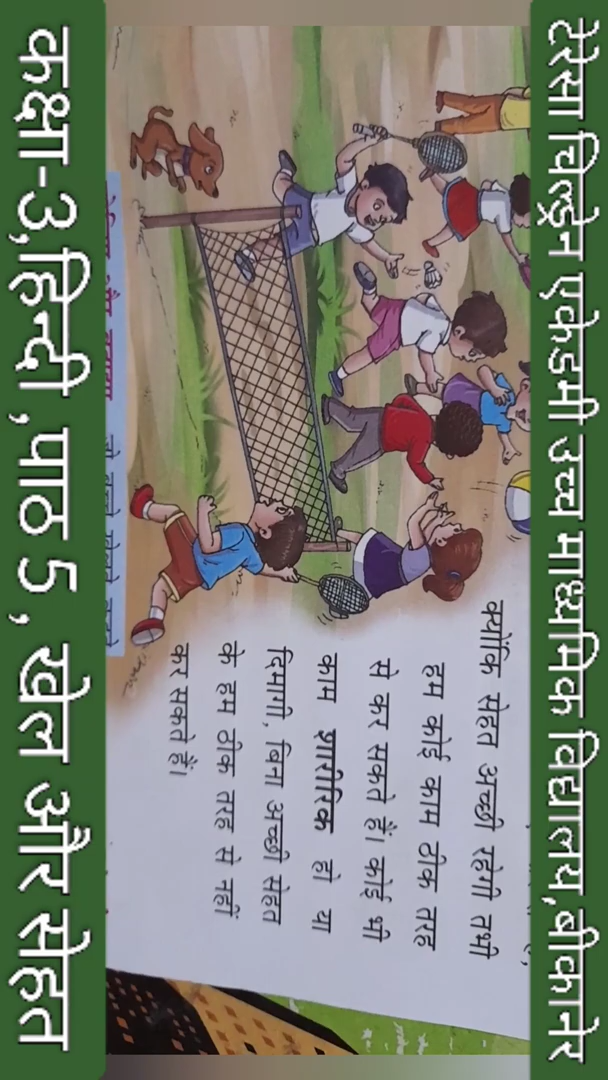 टेरेसा चिल्ड्रेन एकेडमी उच्च माध्यमिक विद्यालय,बीकानेर
क्योंकि सेहत अच्छी रहेगी तभी
हम कोई काम ठीक तरह
से कर सकते हैं। कोई भी
काम शारीरिक हो या
दिमागी, बिना अच्छी सेहत
के हम ठीक तरह से नहीं
कर सकते हैं।
कक्षा-3,हिन्दी ,पाठ 5 , खेल और सेहत